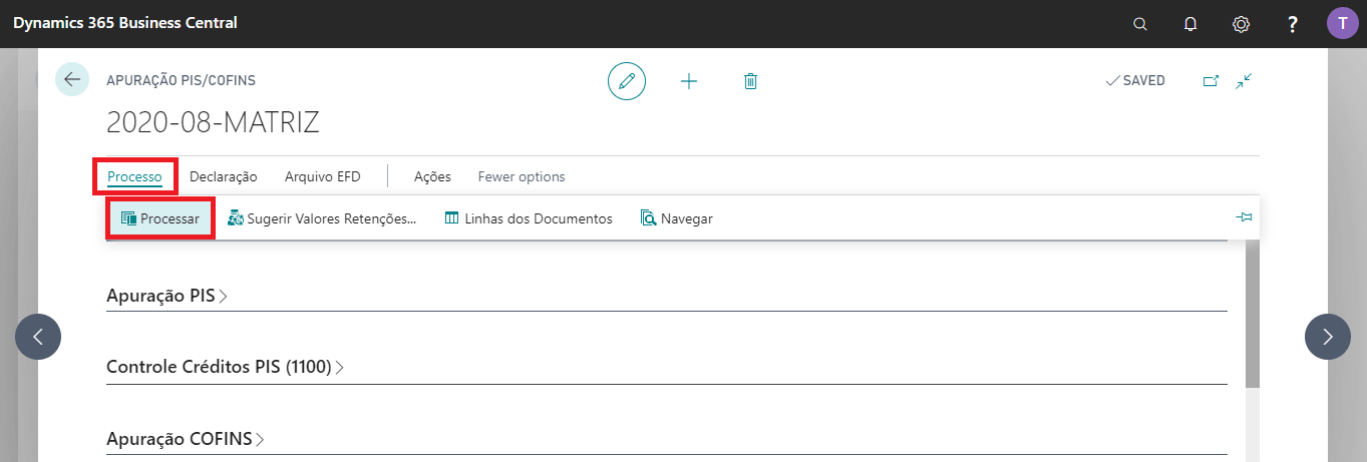 Dynamics 365 Business Central
?
T
APURAÇÃO PIS/COFINS
SAVED
2020-08-MATRIZ
Processo Declaração Arquivo EFD Ações Fewer options
Processar Sugerir Valores Retenções... Linhas dos Documentos Navegar
Apuração PIS
Controle Créditos PIS (1100)
Apuração COFINS